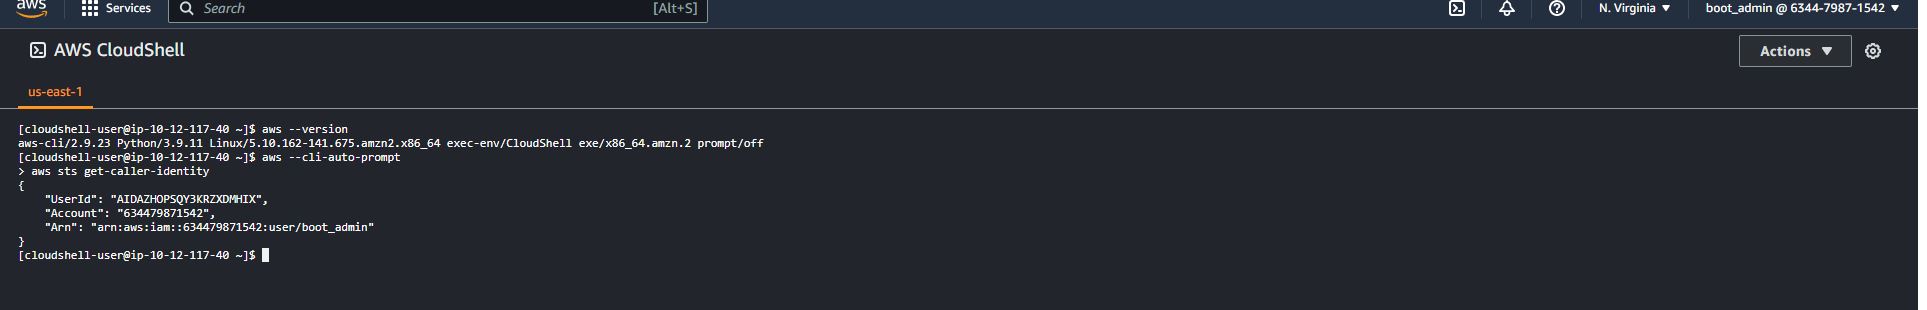 aws
Services
Search
[Alt+S]
N. Virginia
boot_admin @ 6344-7987-1542
AWS CloudShell
Actions
us-east-1
[cloudshell-user@ip-10-12-117-40 ~]$ aws --version
aws-cli/2.9.23 Python/3.9.11 Linux/5.10.162-141.675.amzn2.x86_64 exec-env/CloudShell exe/x86_64.amzn.2 prompt/off
[cloudshell-user@ip-10-12-117-40 ~]$ aws --cli-auto-prompt
> aws sts get-caller-identity
{
    "UserId": "AIDAZHOPSQY3KRZXDMHIX",
    "Account": "634479871542",
    "Arn": "arn:aws:iam::634479871542:user/boot_admin"
}
[cloudshell-user@ip-10-12-117-40 ~]$